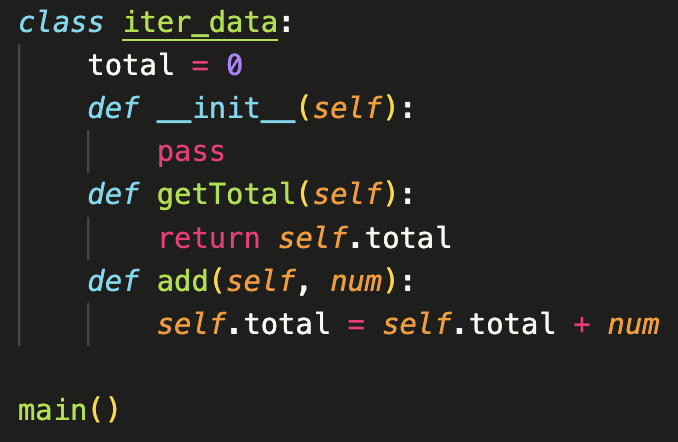 class iter_data:
    total = 0
    def __init__(self):
        pass
    def getTotal(self):
        return self.total
    def add(self, num):
        self.total = self.total + num

main()